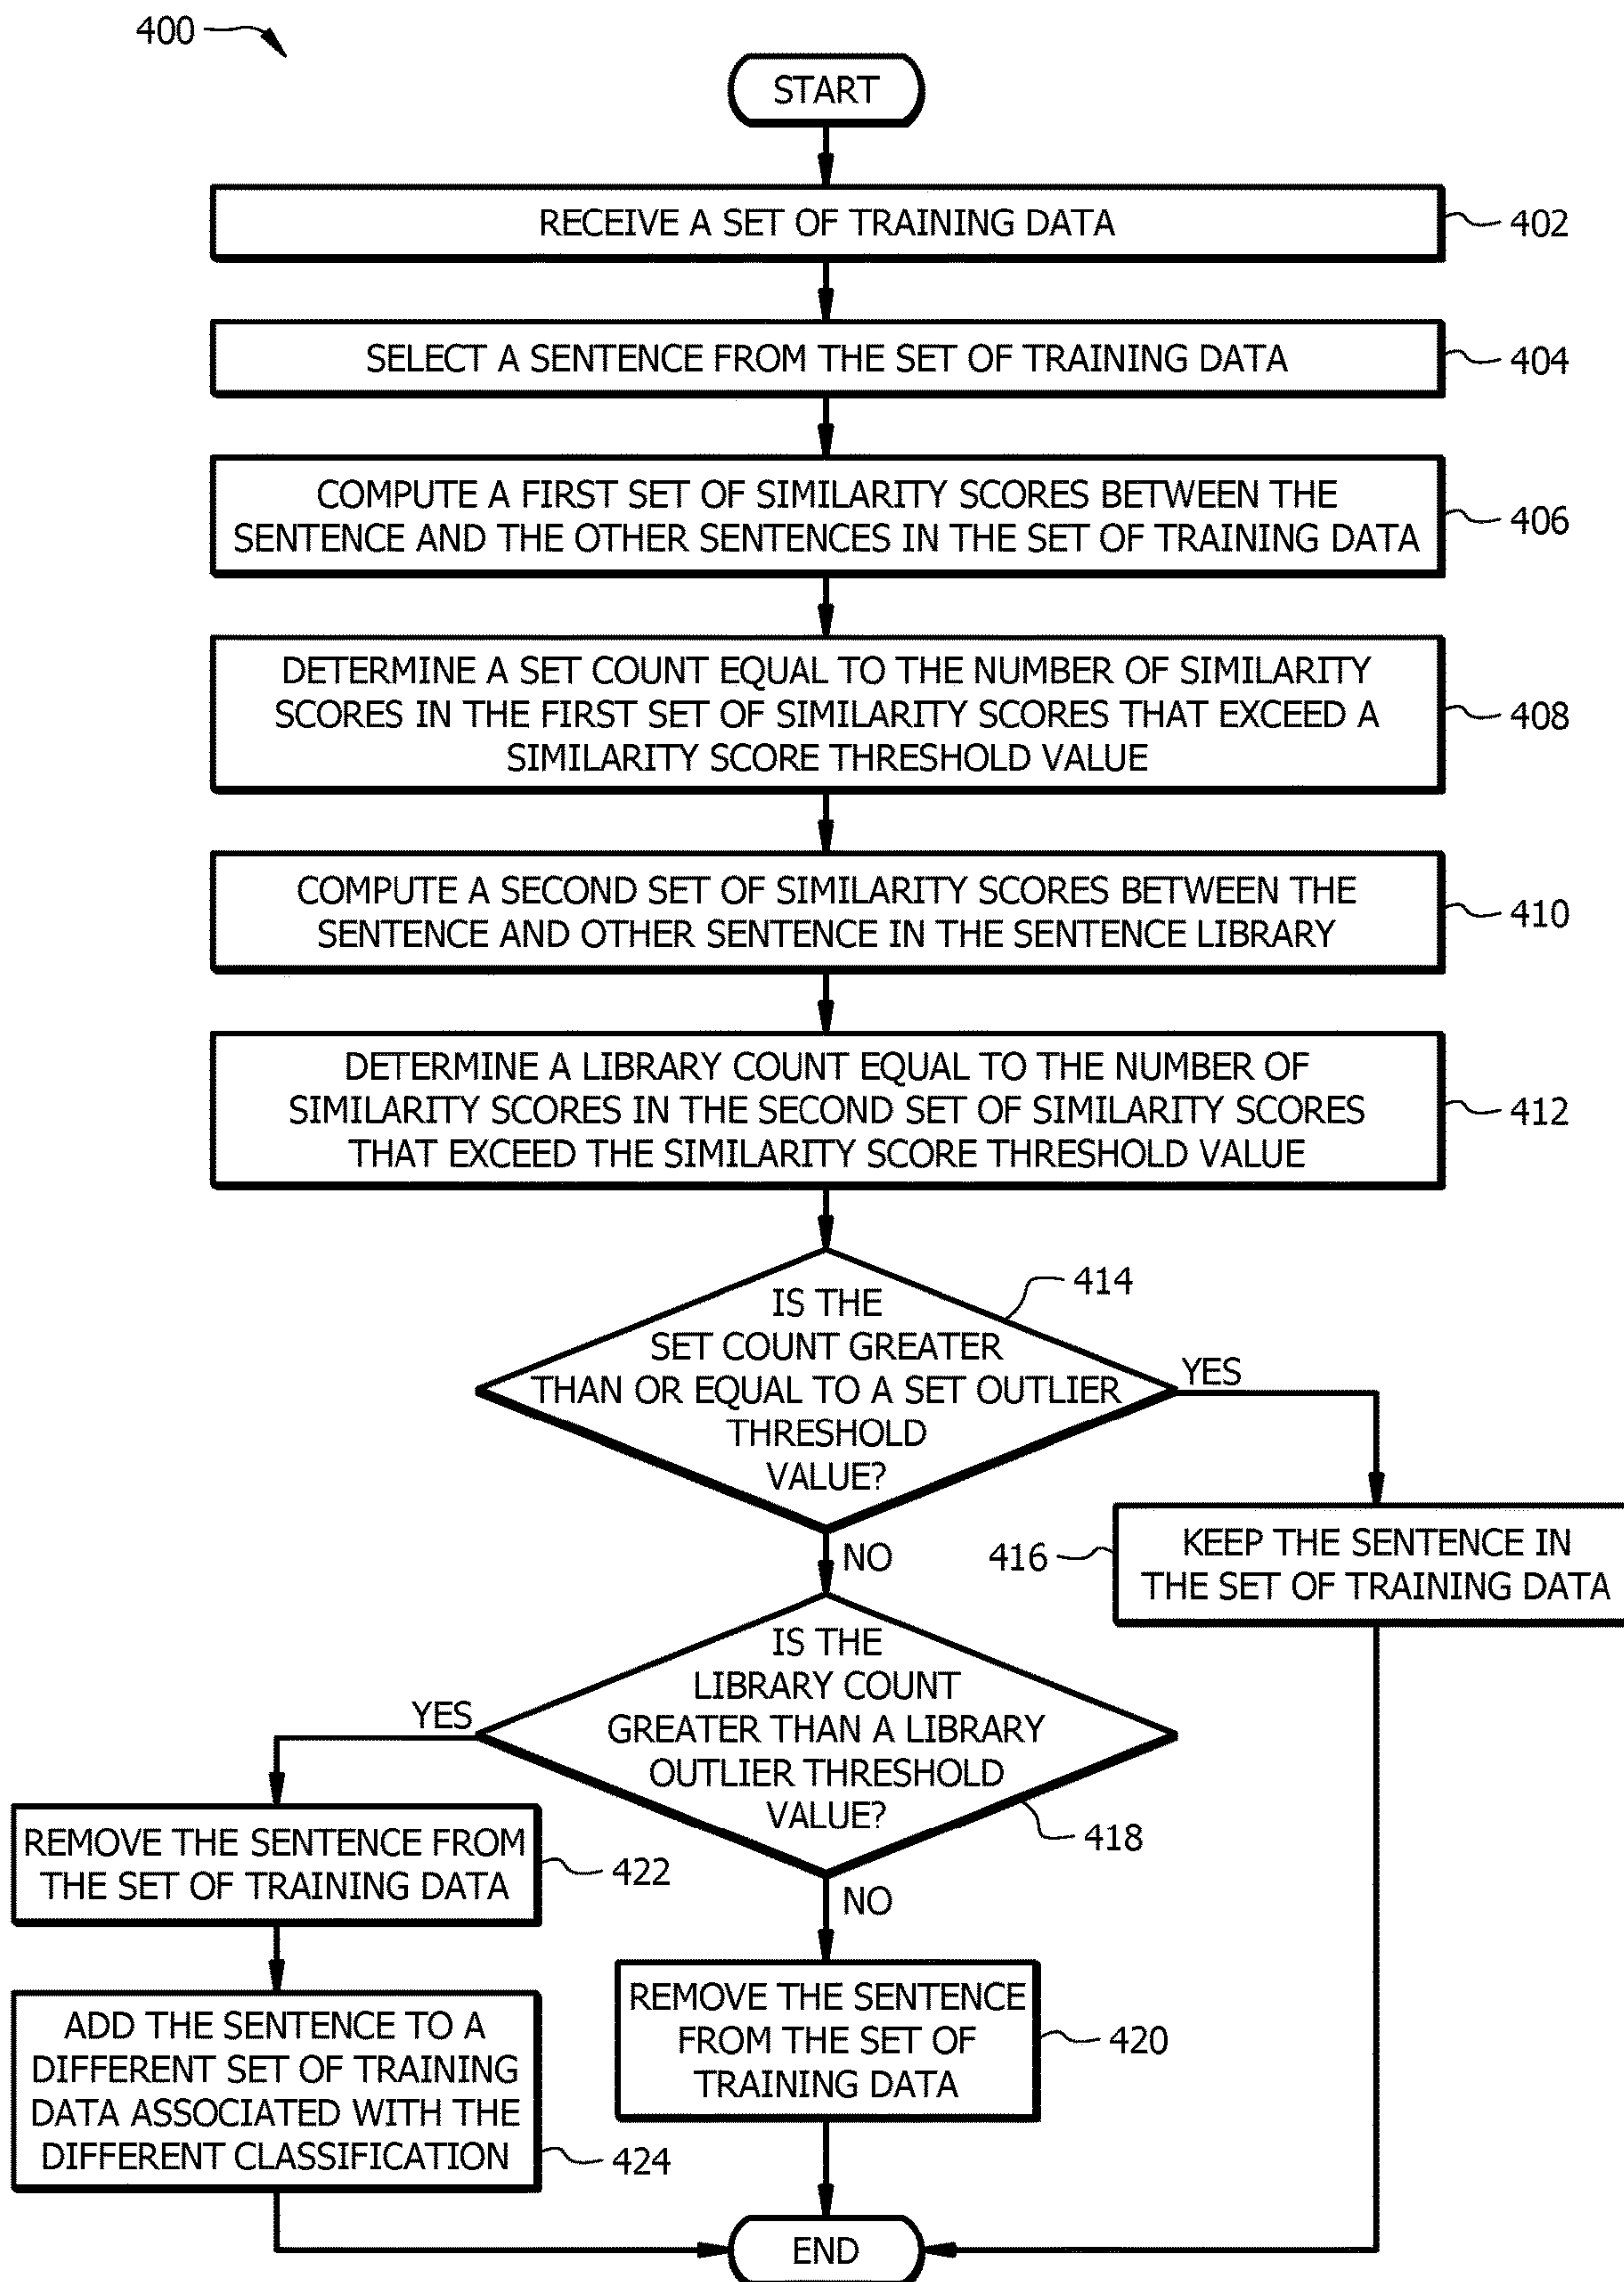 400
START
RECEIVE A SET OF TRAINING DATA
402
SELECT A SENTENCE FROM THE SET OF TRAINING DATA
404
COMPUTE A FIRST SET OF SIMILARITY SCORES BETWEEN THE
SENTENCE AND THE OTHER SENTENCES IN THE SET OF TRAINING DATA
406
DETERMINE A SET COUNT EQUAL TO THE NUMBER OF SIMILARITY
SCORES IN THE FIRST SET OF SIMILARITY SCORES THAT EXCEED A
SIMILARITY SCORE THRESHOLD VALUE
408
COMPUTE A SECOND SET OF SIMILARITY SCORES BETWEEN THE
SENTENCE AND OTHER SENTENCE IN THE SENTENCE LIBRARY
410
DETERMINE A LIBRARY COUNT EQUAL TO THE NUMBER OF
SIMILARITY SCORES IN THE SECOND SET OF SIMILARITY SCORES
THAT EXCEED THE SIMILARITY SCORE THRESHOLD VALUE
412
IS THE
SET COUNT GREATER
THAN OR EQUAL TO A SET OUTLIER
THRESHOLD
VALUE?
414
YES
NO
416
KEEP THE SENTENCE IN
THE SET OF TRAINING DATA
IS THE
LIBRARY COUNT
GREATER THAN A LIBRARY
OUTLIER THRESHOLD
VALUE?
418
YES
NO
REMOVE THE SENTENCE FROM
THE SET OF TRAINING DATA
422
ADD THE SENTENCE TO A
DIFFERENT SET OF TRAINING
DATA ASSOCIATED WITH THE
DIFFERENT CLASSIFICATION
424
REMOVE THE SENTENCE
FROM THE SET OF
TRAINING DATA
420
END